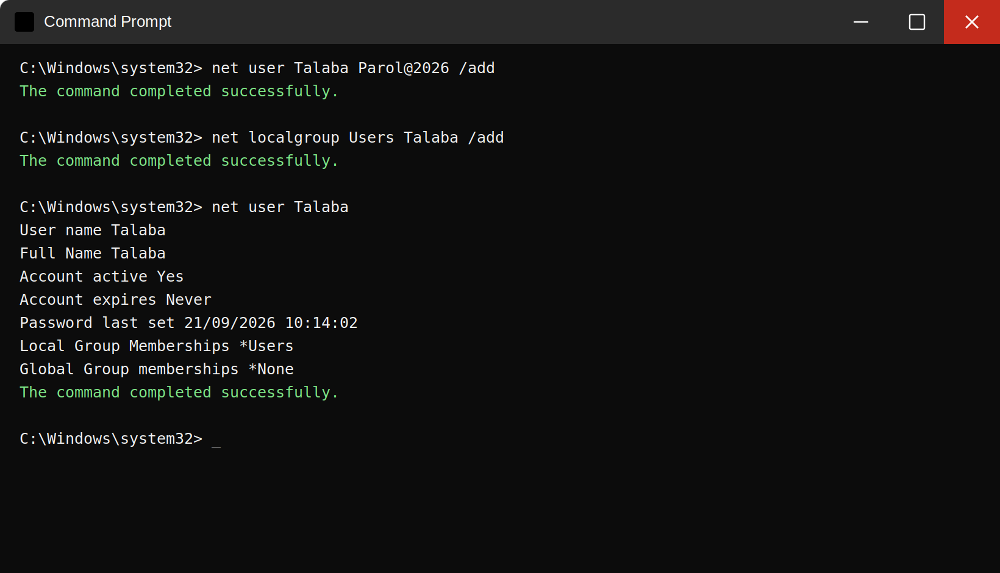 Command Prompt
C:\Windows\system32> net user Talaba Parol@2026 /add
The command completed successfully.
C:\Windows\system32> net localgroup Users Talaba /add
The command completed successfully.
C:\Windows\system32> net user Talaba
User name Talaba
Full Name Talaba
Account active Yes
Account expires Never
Password last set 21/09/2026 10:14:02
Local Group Memberships *Users
Global Group memberships *None
The command completed successfully.
C:\Windows\system32> _